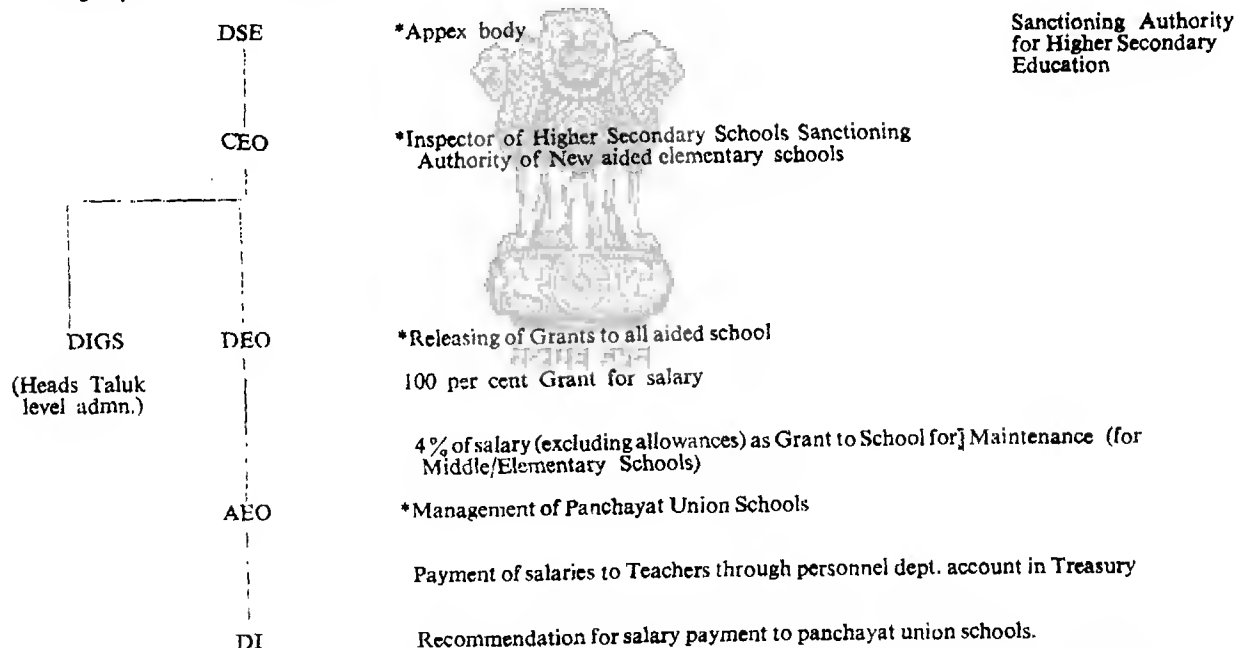 DSE
*Appex body
Sanctioning Authority
for Higher Secondary
Education
CEO
*Inspector of Higher Secondary Schools Sanctioning
Authority of New aided elementary schools
DIGS
DEO
*Releasing of Grants to all aided school
(Heads Taluk
level admn.)
100 per cent Grant for salary
4% of salary (excluding allowances) as Grant to School for] Maintenance (for
Middle/Elementary Schools)
AEO
*Management of Panchayat Union Schools
Payment of salaries to Teachers through personnel dept. account in Treasury
DI
Recommendation for salary payment to panchayat union schools.